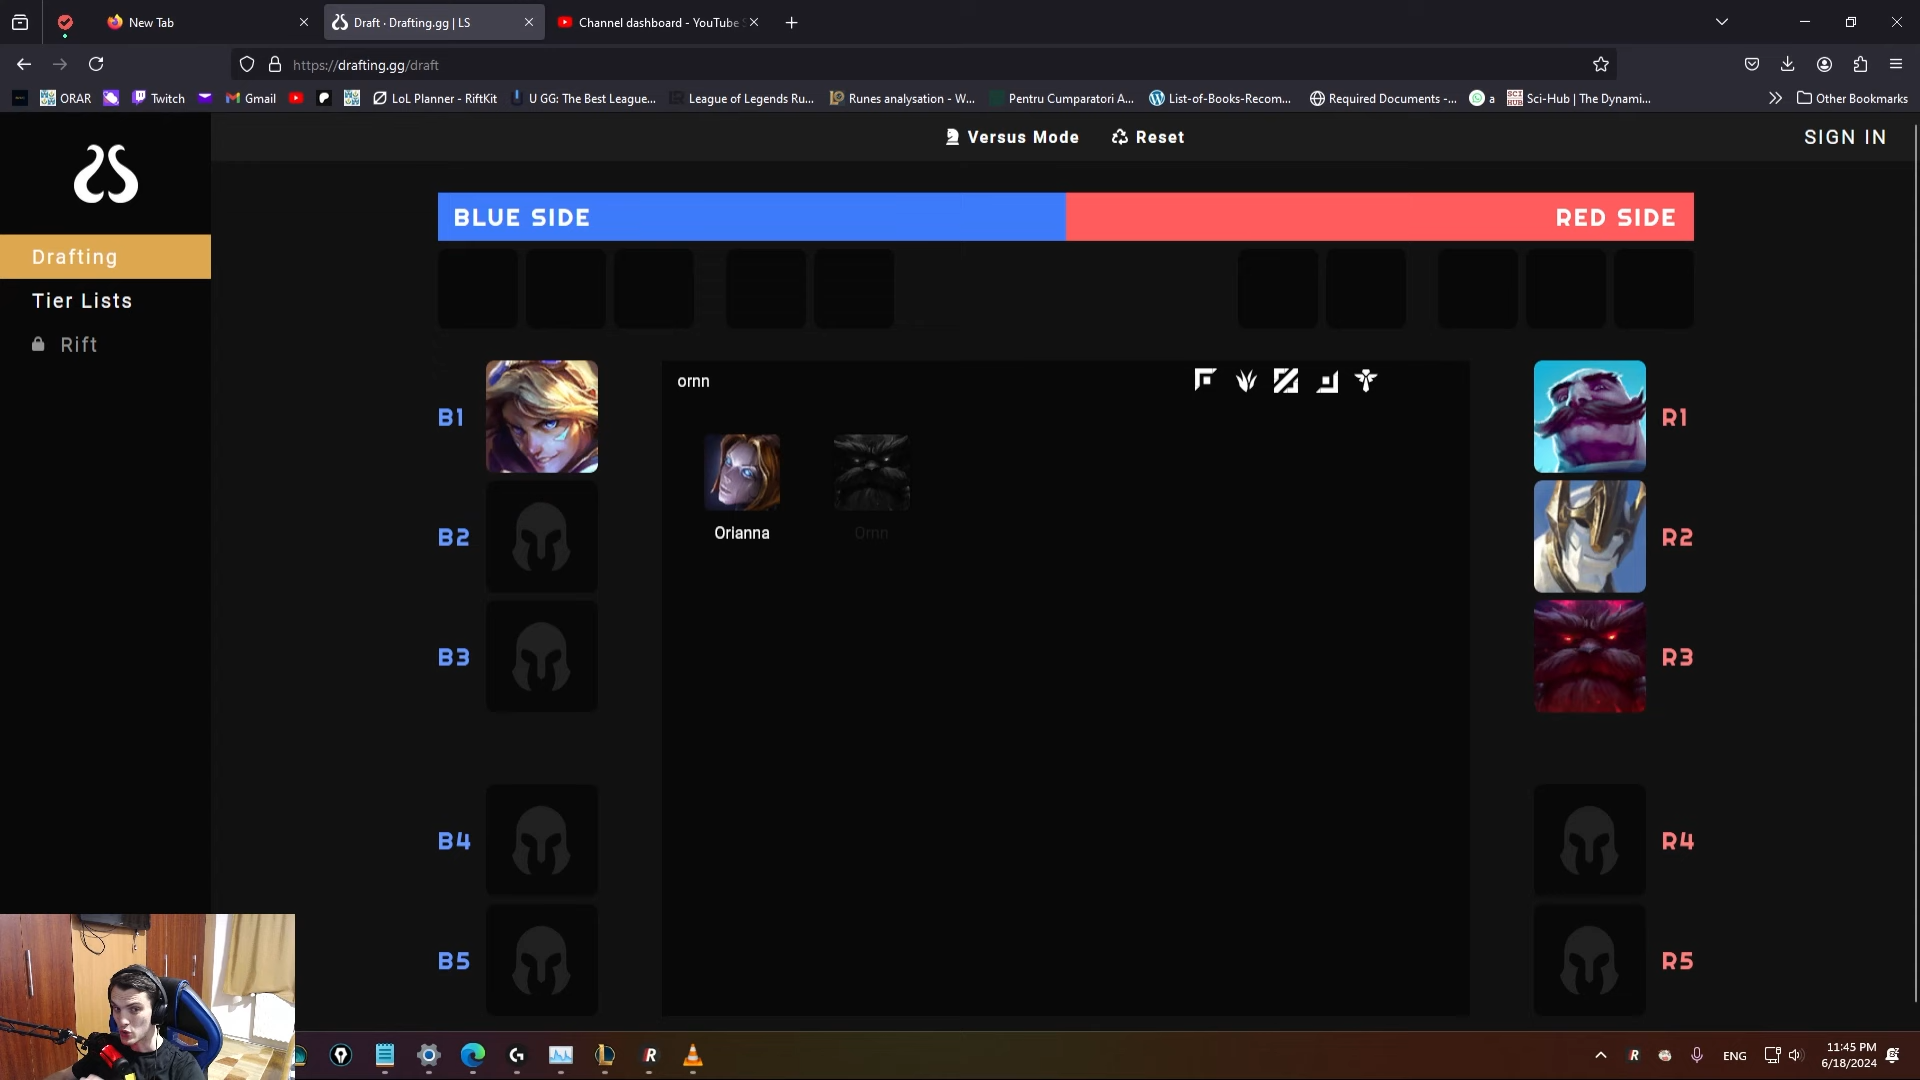 New Tab
Draft · Drafting.gg | LS
Channel dashboard - YouTube
https://drafting.gg/draft
ORAR
Twitch
Gmail
LoL Planner - RiftKit
U GG: The Best League...
League of Legends Ru...
Runes analysation - W...
Pentru Cumparatori A...
List-of-Books-Recom...
Required Documents -...
a
SCI HUB
Sci-Hub | The Dynami...
Other Bookmarks
Versus Mode
Reset
SIGN IN
BLUE SIDE
RED SIDE
Drafting
Tier Lists
Rift
ornn
B1
R1
Orianna
Ornn
B2
R2
B3
R3
B4
R4
B5
R5
ENG
11:45 PM
6/18/2024